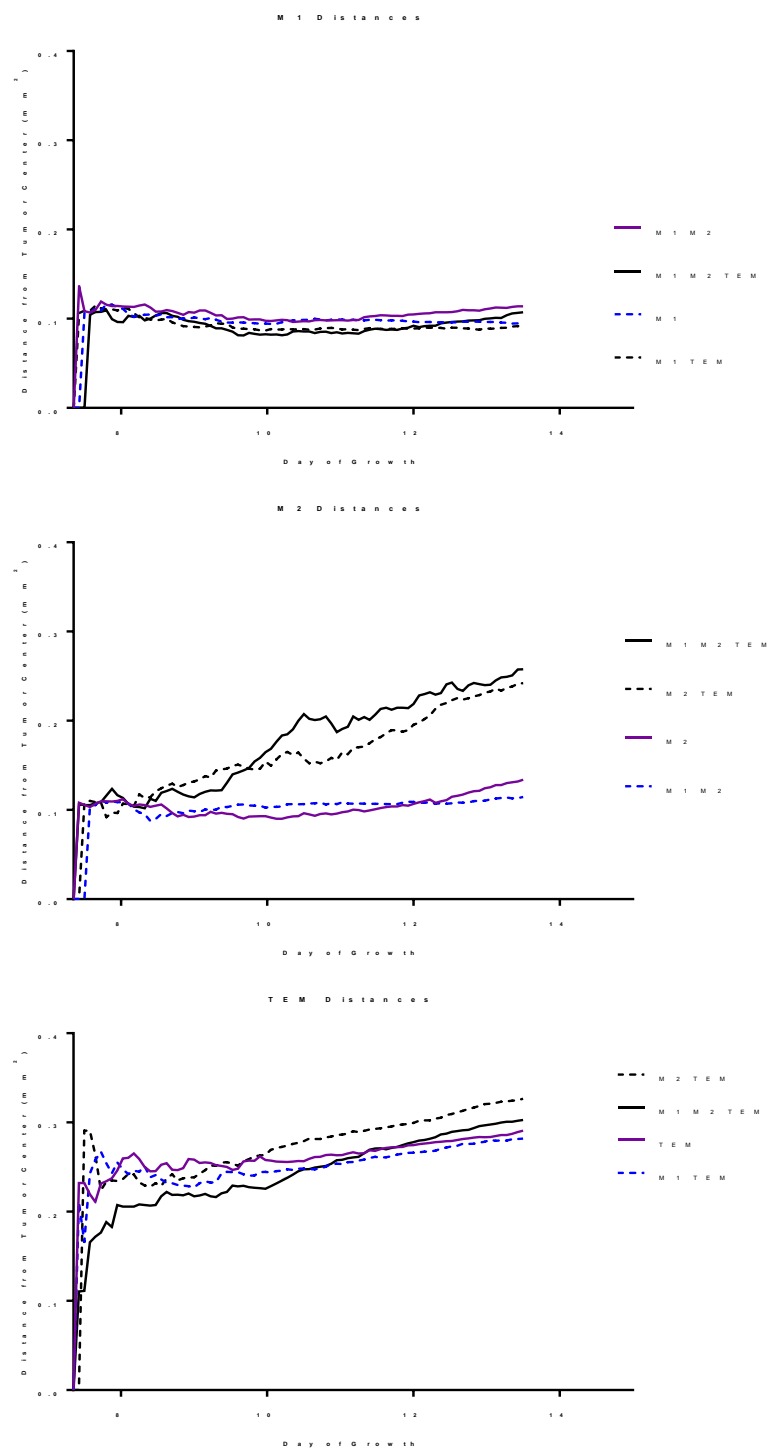 M1 Distances
Distance from Tumor Center (mm²)
0.4
0.3
0.2
0.1
0.0
8 10 12 14
Day of Growth
M1M2
M1M2TEM
M1
M1TEM
M2 Distances
Distance from Tumor Center (mm²)
0.4
0.3
0.2
0.1
0.0
8 10 12 14
Day of Growth
M1M2TEM
M2TEM
M2
M1M2
TEM Distances
Distance from Tumor Center (mm²)
0.4
0.3
0.2
0.1
0.0
8 10 12 14
Day of Growth
M2TEM
M1M2TEM
TEM
M1TEM